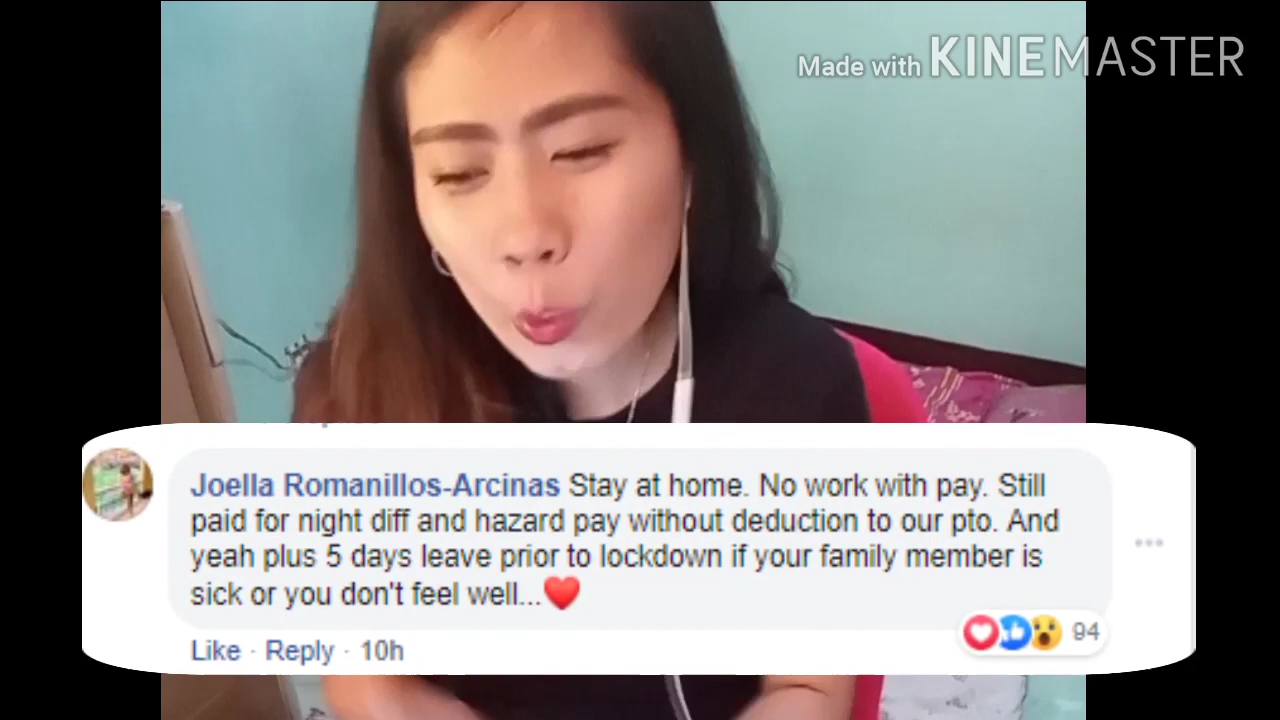 Made with KINEMASTER
Joella Romanillos-Arcinas Stay at home. No work with pay. Still
paid for night diff and hazard pay without deduction to our pto. And
yeah plus 5 days leave prior to lockdown if your family member is
sick or you don't feel well...❤️
94
Like · Reply · 10h